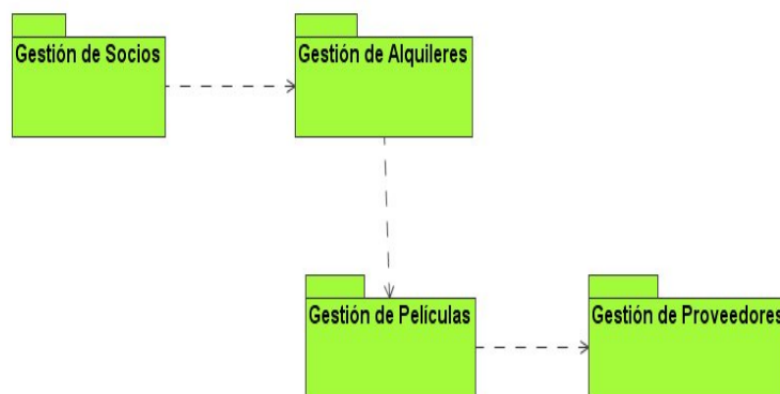 Gestión de Socios
Gestión de Alquileres
Gestión de Películas
Gestión de Proveedores